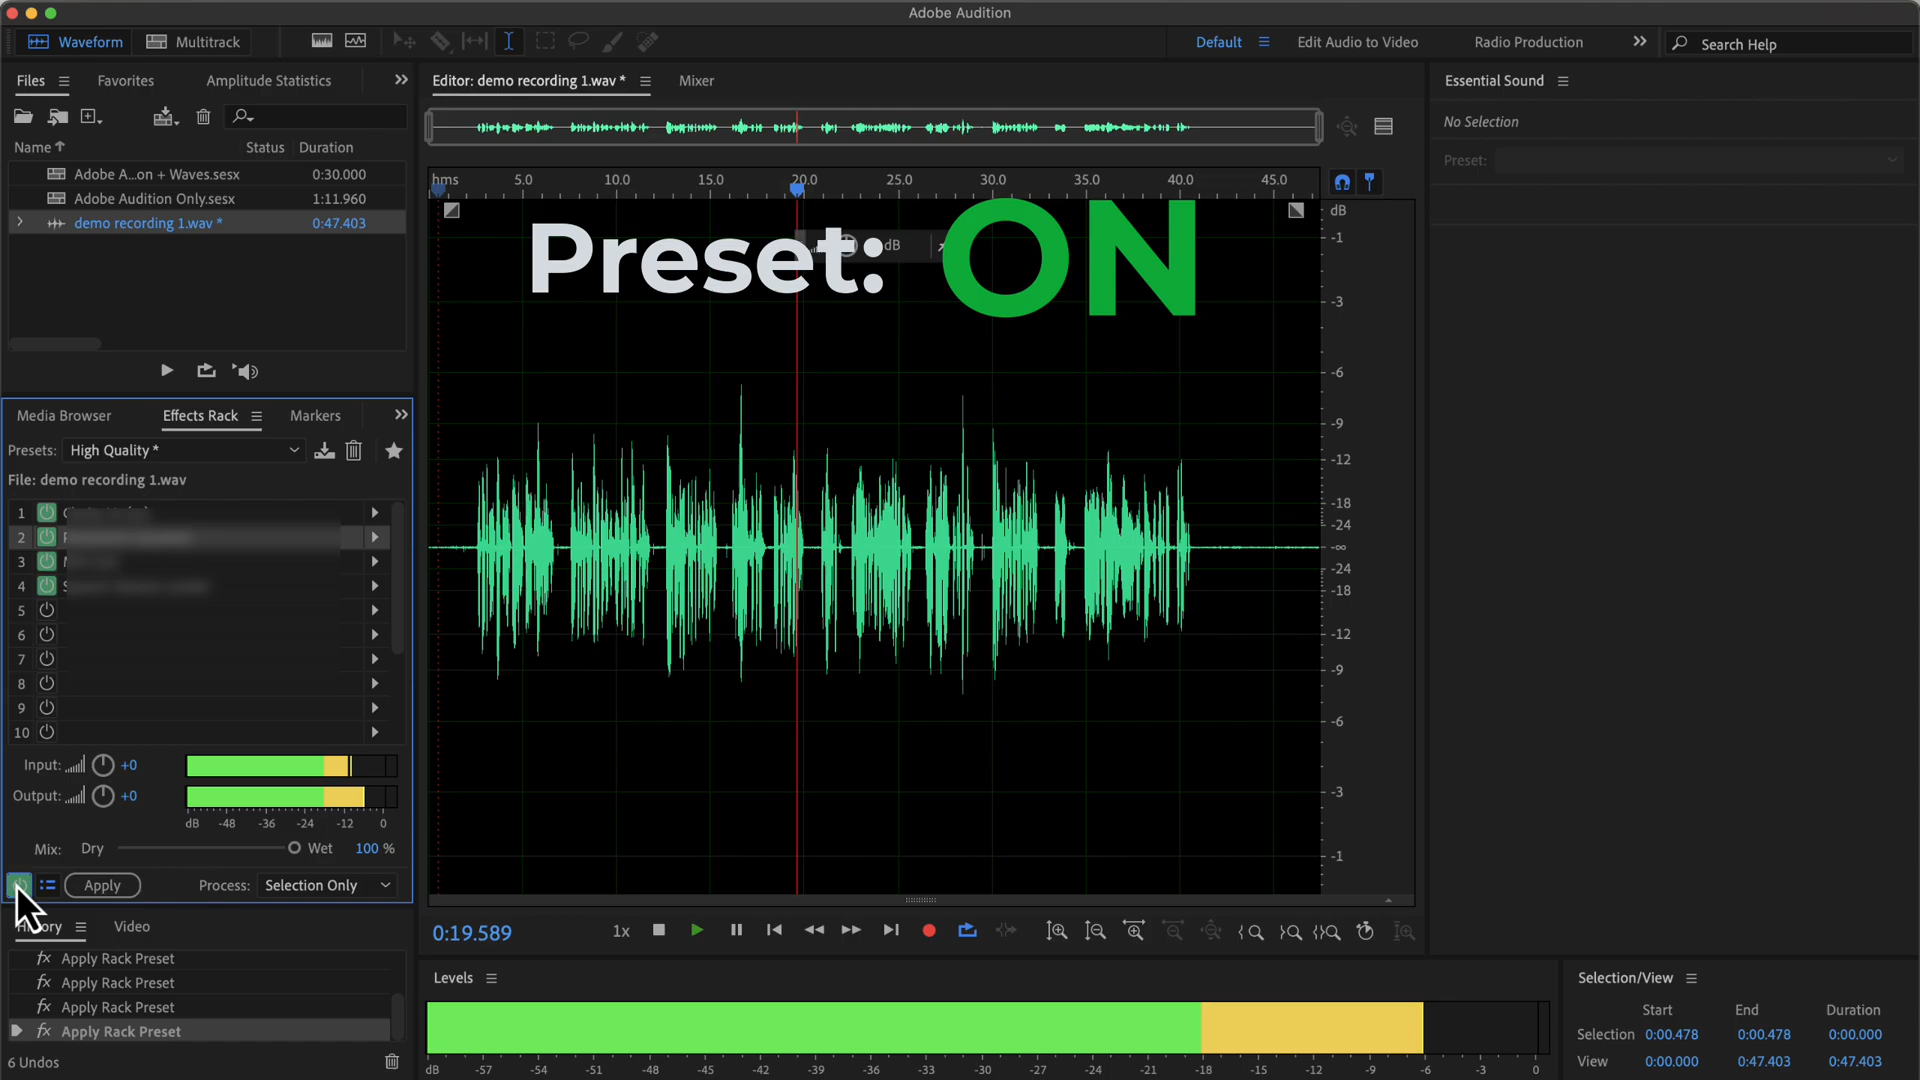 Adobe Audition
Waveform
Multitrack
Default
Edit Audio to Video
Radio Production
Search Help
Files
Favorites
Amplitude Statistics
Editor: demo recording 1.wav *
Mixer
Essential Sound
No Selection
Preset:
Name
Status
Duration
Adobe A...on + Waves.sesx
0:30.000
Adobe Audition Only.sesx
1:11.960
demo recording 1.wav *
0:47.403
hms 5.0 10.0 15.0 20.0 25.0 30.0 35.0 40.0 45.0
Preset: ON
dB
dB
-1
-3
-6
-9
-12
-18
-24
-∞
-24
-18
-12
-9
-6
-3
-1
Media Browser
Effects Rack
Markers
Presets: High Quality *
File: demo recording 1.wav
1
2
3
4
5
6
7
8
9
10
Input: +0
Output: +0
dB -48 -36 -24 -12 0
Mix: Dry Wet 100 %
Apply
Process: Selection Only
History
Video
Apply Rack Preset
Apply Rack Preset
Apply Rack Preset
Apply Rack Preset
6 Undos
0:19.589
1x
Levels
dB -57 -54 -51 -48 -45 -42 -39 -36 -33 -30 -27 -24 -21 -18 -15 -12 -9 -6 -3 0
Selection/View
Start End Duration
Selection 0:00.478 0:00.478 0:00.000
View 0:00.000 0:47.403 0:47.403